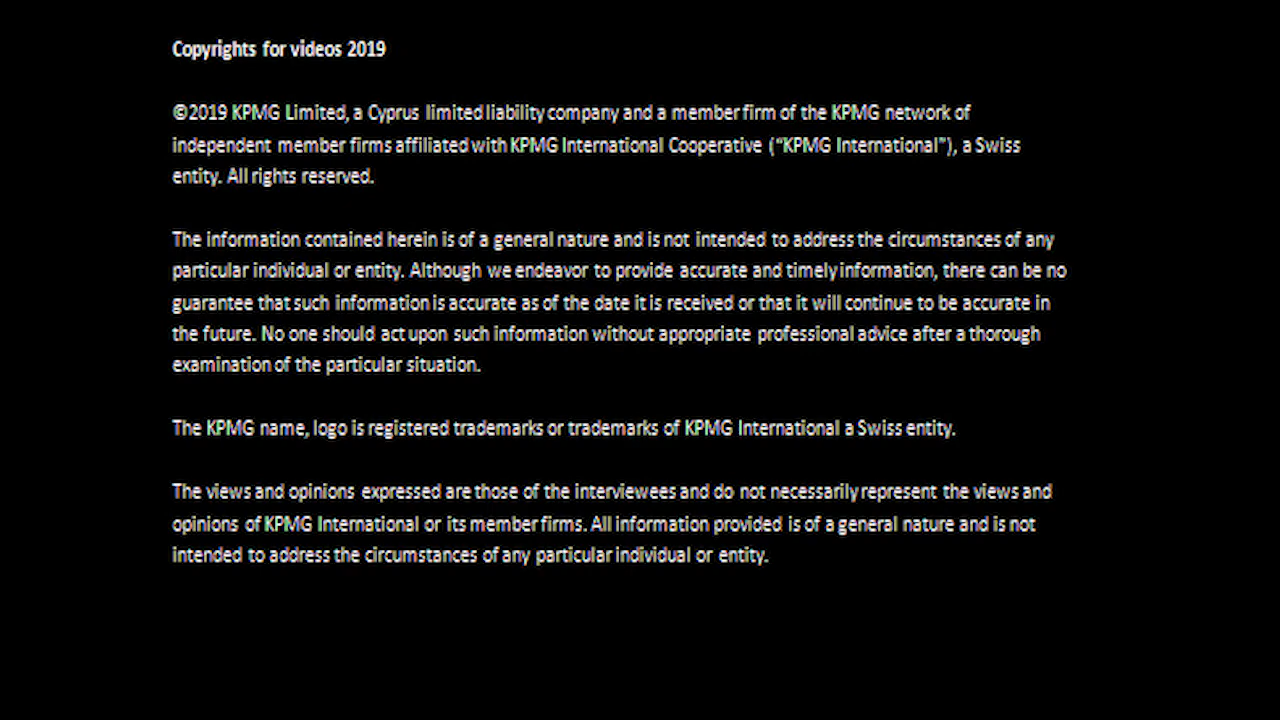 Copyrights for videos 2019
©2019 KPMG Limited, a Cyprus limited liability company and a member firm of the KPMG network of
independent member firms affiliated with KPMG International Cooperative (“KPMG International”), a Swiss
entity. All rights reserved.
The information contained herein is of a general nature and is not intended to address the circumstances of any
particular individual or entity. Although we endeavor to provide accurate and timely information, there can be no
guarantee that such information is accurate as of the date it is received or that it will continue to be accurate in
the future. No one should act upon such information without appropriate professional advice after a thorough
examination of the particular situation.
The KPMG name, logo is registered trademarks or trademarks of KPMG International a Swiss entity.
The views and opinions expressed are those of the interviewees and do not necessarily represent the views and
opinions of KPMG International or its member firms. All information provided is of a general nature and is not
intended to address the circumstances of any particular individual or entity.